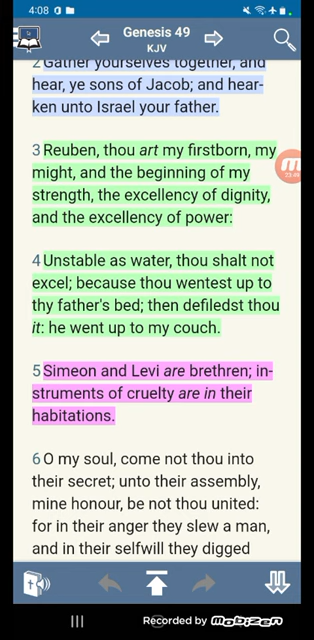 4:08
Genesis 49
KJV
2 Gather yourselves together, and
hear, ye sons of Jacob; and hear-
ken unto Israel your father.
3 Reuben, thou art my firstborn, my
might, and the beginning of my
strength, the excellency of dignity,
and the excellency of power:
4 Unstable as water, thou shalt not
excel; because thou wentest up to
thy father's bed; then defiledst thou
it: he went up to my couch.
5 Simeon and Levi are brethren; in-
struments of cruelty are in their
habitations.
6 O my soul, come not thou into
their secret; unto their assembly,
mine honour, be not thou united:
for in their anger they slew a man,
and in their selfwill they digged
Recorded by Mobizen